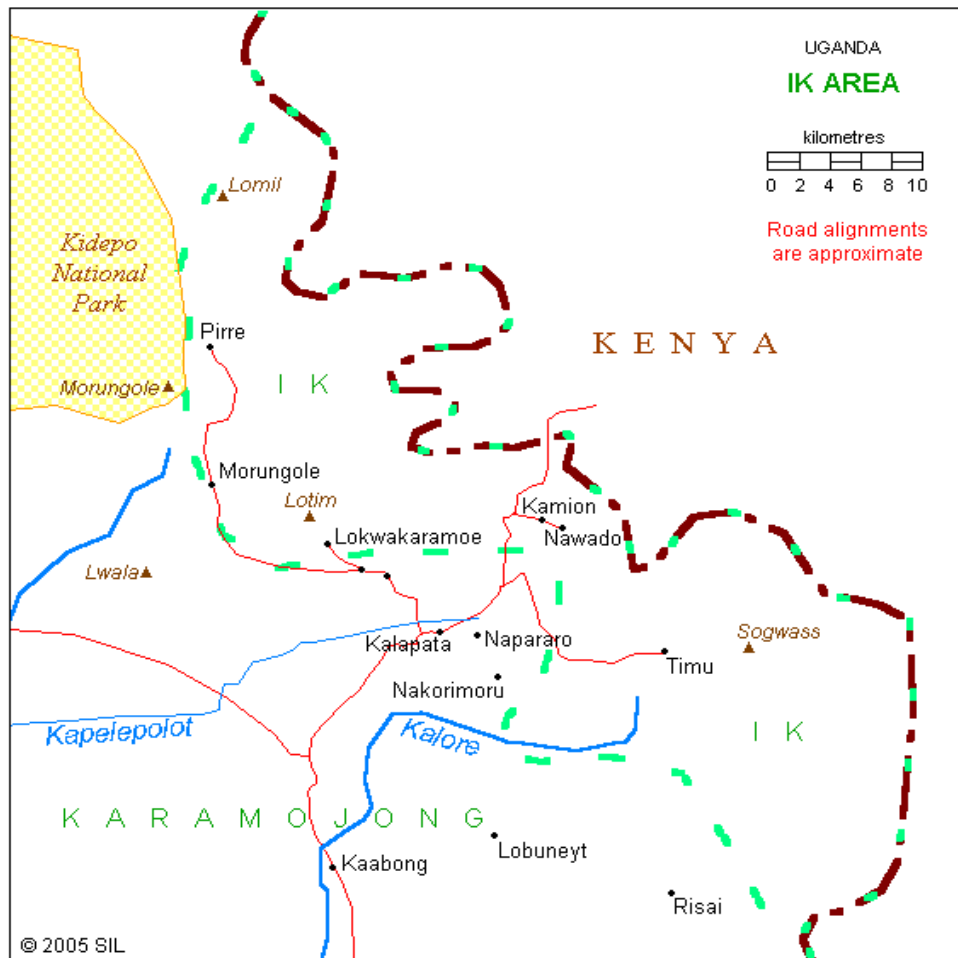 UGANDA
IK AREA
kilometres
0 2 4 6 8 10
Road alignments
are approximate
Lomil
Kidepo
National
Park
Pirre
KENYA
Morungole
IK
Morungole
Lotim
Kamion
Lokwakaramoe
Nawado
Lwala
Sogwass
Kalapata
Napararo
Timu
Nakorimoru
Kapelepolot
Kalore
IK
KARAMOJONG
Lobuneyt
Kaabong
Risai
© 2005 SIL